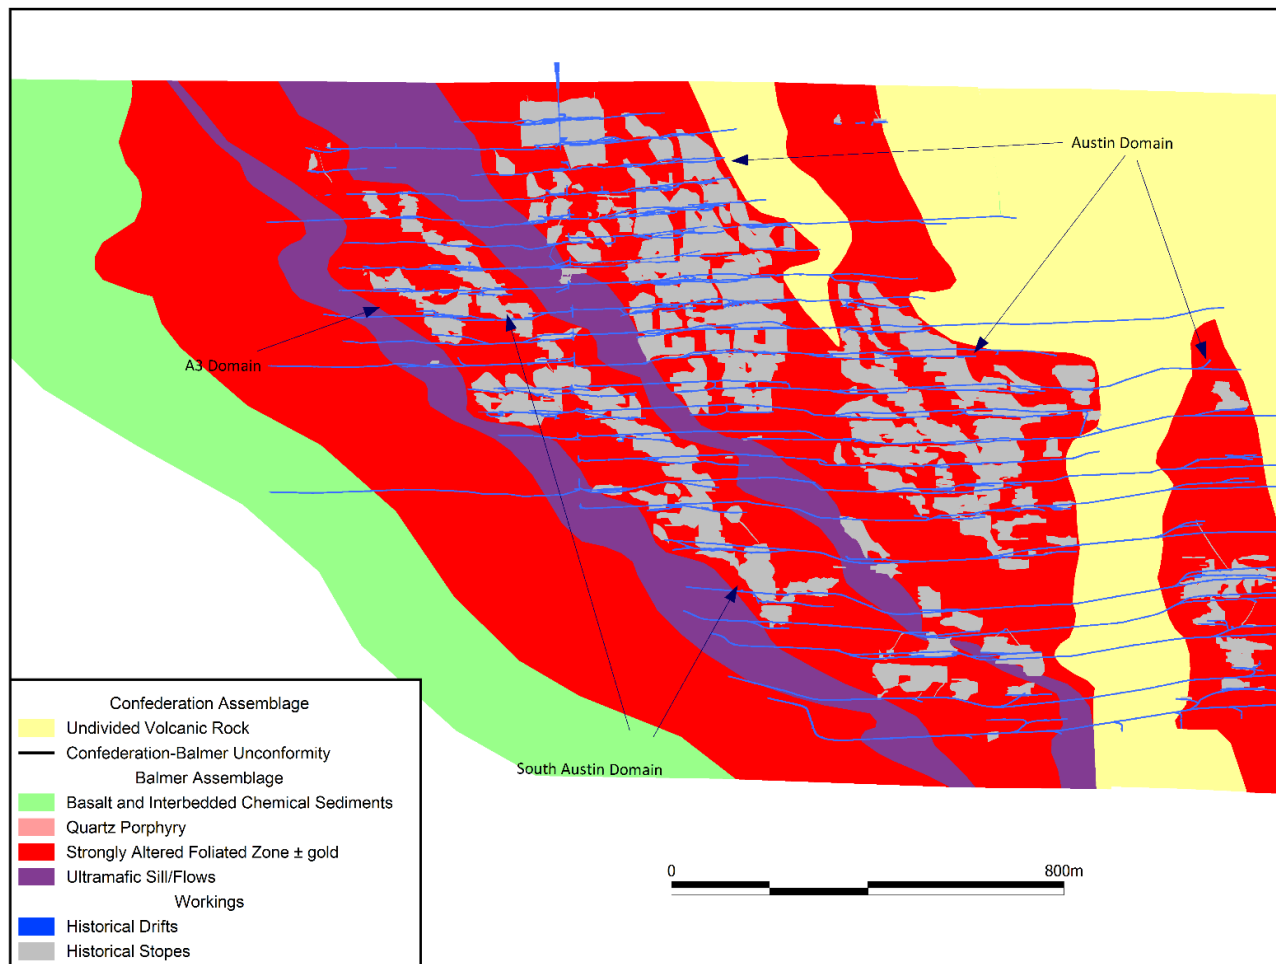 Austin Domain
A3 Domain
South Austin Domain
Confederation Assemblage
Undivided Volcanic Rock
Confederation-Balmer Unconformity
Balmer Assemblage
Basalt and Interbedded Chemical Sediments
Quartz Porphyry
Strongly Altered Foliated Zone ± gold
Ultramafic Sill/Flows
Workings
Historical Drifts
Historical Stopes
0 800m